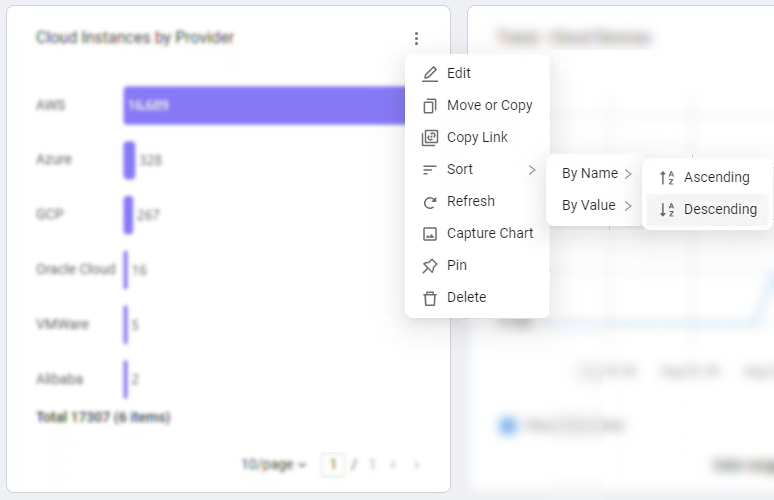 Cloud Instances by Provider
AWS 16,689
Azure 328
GCP 267
Oracle Cloud 16
VMWare 5
Alibaba 2
Total 17307 (6 items)
10/page 1 / 1
Edit
Move or Copy
Copy Link
Sort
Refresh
Capture Chart
Pin
Delete
By Name
By Value
Ascending
Descending